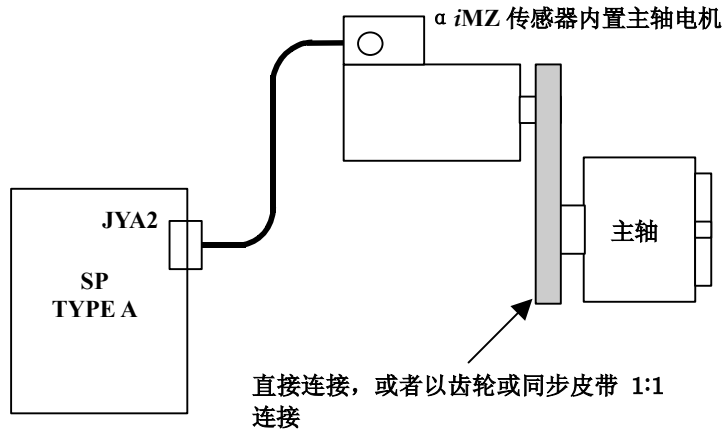 α iMZ 传感器内置主轴电机
JYA2
SP
TYPE A
主轴
直接连接，或者以齿轮或同步皮带 1:1
连接